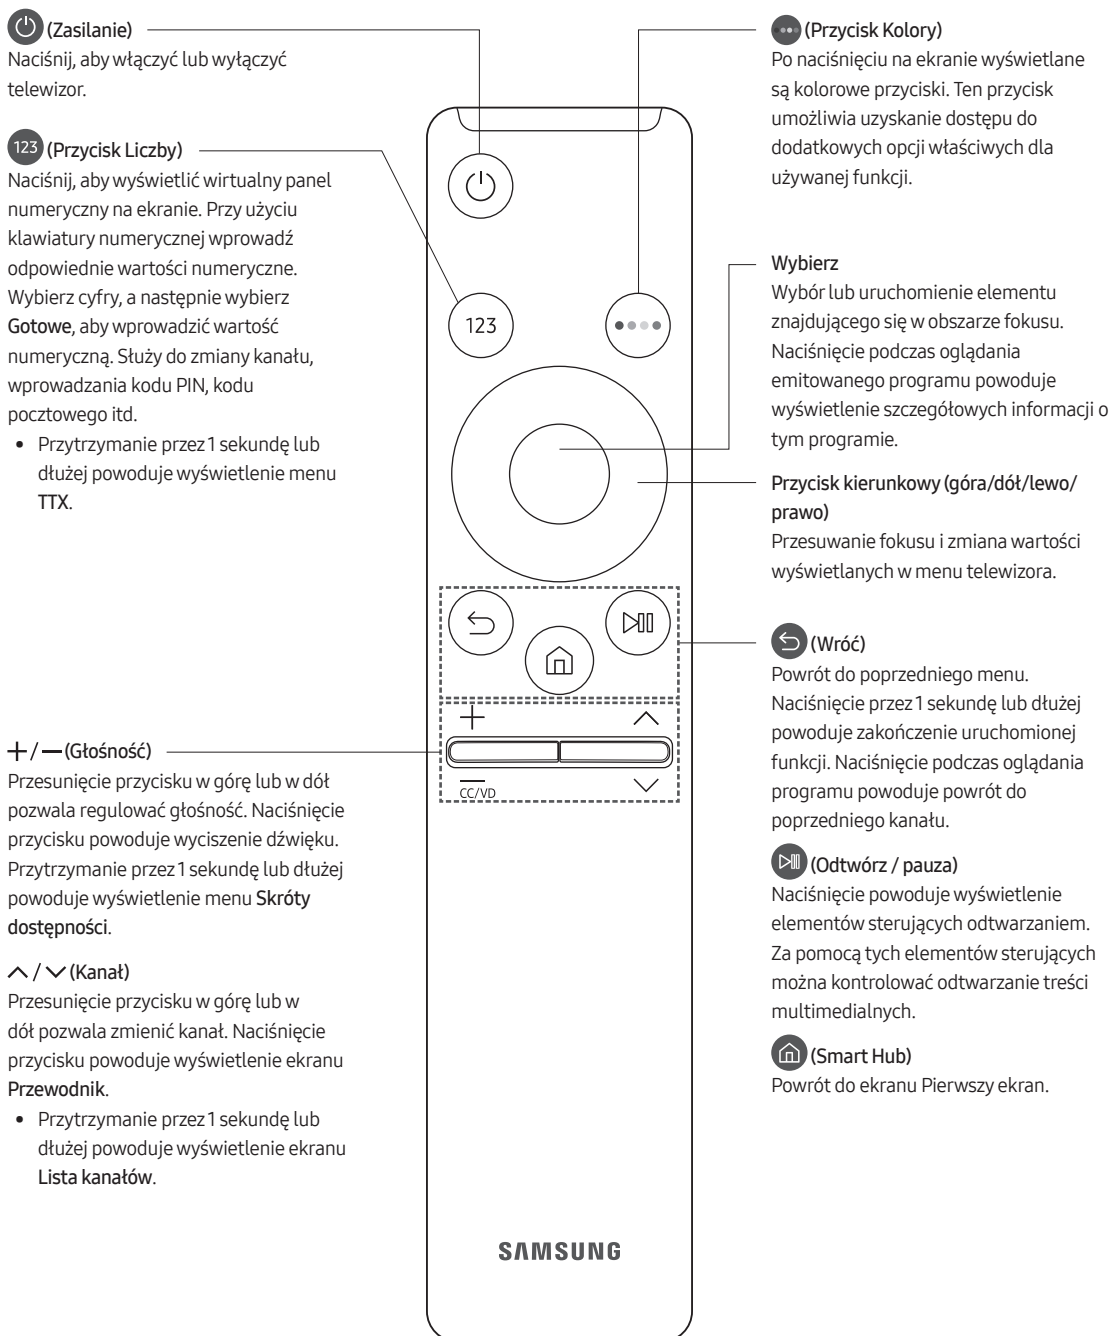 (Zasilanie)
Naciśnij, aby włączyć lub wyłączyć
telewizor.
123 (Przycisk Liczby)
Naciśnij, aby wyświetlić wirtualny panel
numeryczny na ekranie. Przy użyciu
klawiatury numerycznej wprowadź
odpowiednie wartości numeryczne.
Wybierz cyfry, a następnie wybierz
Gotowe, aby wprowadzić wartość
numeryczną. Służy do zmiany kanału,
wprowadzania kodu PIN, kodu
pocztowego itd.
• Przytrzymanie przez 1 sekundę lub
dłużej powoduje wyświetlenie menu
TTX.
+ / — (Głośność)
Przesunięcie przycisku w górę lub w dół
pozwala regulować głośność. Naciśnięcie
przycisku powoduje wyciszenie dźwięku.
Przytrzymanie przez 1 sekundę lub dłużej
powoduje wyświetlenie menu Skróty
dostępności.
/ (Kanał)
Przesunięcie przycisku w górę lub w
dół pozwala zmienić kanał. Naciśnięcie
przycisku powoduje wyświetlenie ekranu
Przewodnik.
• Przytrzymanie przez 1 sekundę lub
dłużej powoduje wyświetlenie ekranu
Lista kanałów.
123
+
CC/VD
SAMSUNG
(Przycisk Kolory)
Po naciśnięciu na ekranie wyświetlane
są kolorowe przyciski. Ten przycisk
umożliwia uzyskanie dostępu do
dodatkowych opcji właściwych dla
używanej funkcji.
Wybierz
Wybór lub uruchomienie elementu
znajdującego się w obszarze fokusu.
Naciśnięcie podczas oglądania
emitowanego programu powoduje
wyświetlenie szczegółowych informacji o
tym programie.
Przycisk kierunkowy (góra/dół/lewo/
prawo)
Przesuwanie fokusu i zmiana wartości
wyświetlanych w menu telewizora.
(Wróć)
Powrót do poprzedniego menu.
Naciśnięcie przez 1 sekundę lub dłużej
powoduje zakończenie uruchomionej
funkcji. Naciśnięcie podczas oglądania
programu powoduje powrót do
poprzedniego kanału.
(Odtwórz / pauza)
Naciśnięcie powoduje wyświetlenie
elementów sterujących odtwarzaniem.
Za pomocą tych elementów sterujących
można kontrolować odtwarzanie treści
multimedialnych.
(Smart Hub)
Powrót do ekranu Pierwszy ekran.